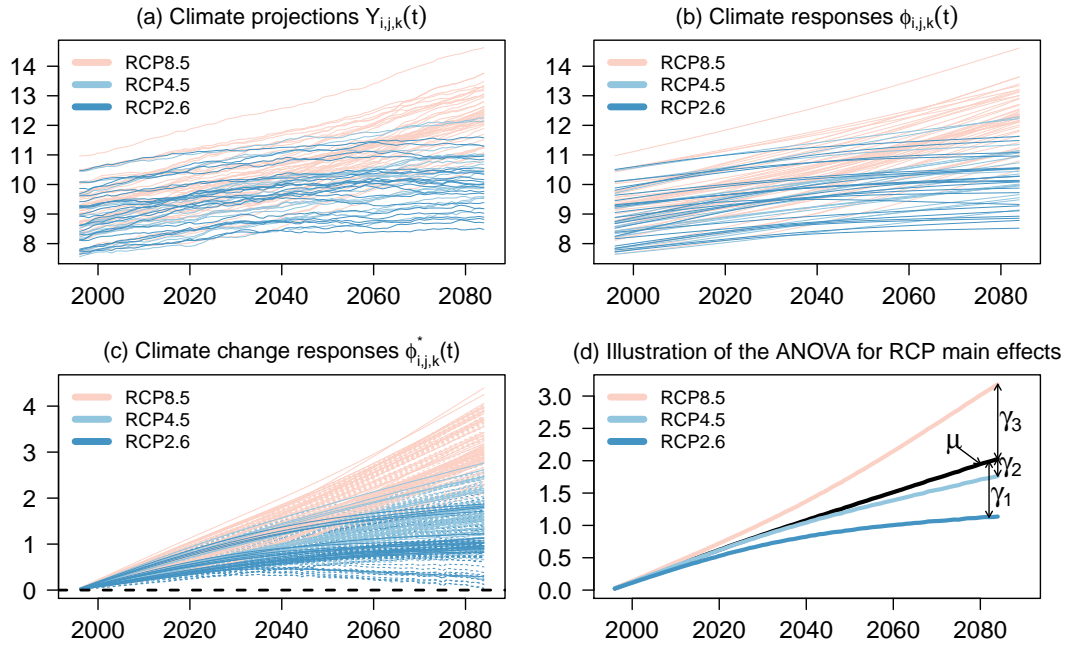 (a) Climate projections Yi,j,k(t)
14
13
12
11
10
9
8
RCP8.5
RCP4.5
RCP2.6
2000 2020 2040 2060 2080
(b) Climate responses ϕi,j,k(t)
14
13
12
11
10
9
8
RCP8.5
RCP4.5
RCP2.6
2000 2020 2040 2060 2080
(c) Climate change responses ϕ*i,j,k(t)
4
3
2
1
0
RCP8.5
RCP4.5
RCP2.6
2000 2020 2040 2060 2080
(d) Illustration of the ANOVA for RCP main effects
3.0
2.5
2.0
1.5
1.0
0.5
0.0
RCP8.5
RCP4.5
RCP2.6
μ
γ3
γ2
γ1
2000 2020 2040 2060 2080